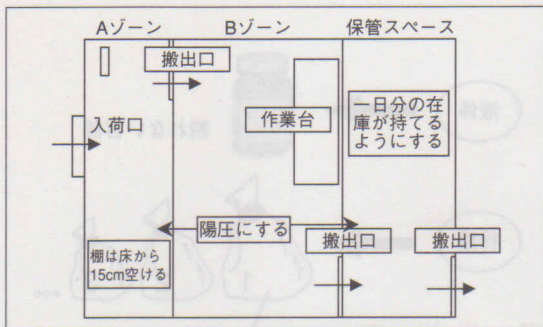 Aゾーン
Bゾーン
保管スペース
搬出口
入荷口
作業台
一日分の在
庫が持てる
ようにする
陽圧にする
棚は床から
15cm空ける
搬出口
搬出口